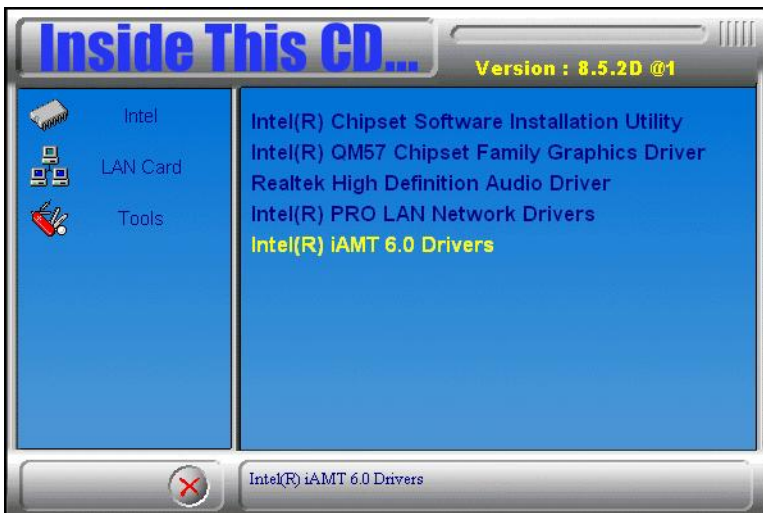 Inside This CD...
Version : 8.5.2D @1
Intel
LAN Card
Tools
Intel(R) Chipset Software Installation Utility
Intel(R) QM57 Chipset Family Graphics Driver
Realtek High Definition Audio Driver
Intel(R) PRO LAN Network Drivers
Intel(R) iAMT 6.0 Drivers
Intel(R) iAMT 6.0 Drivers